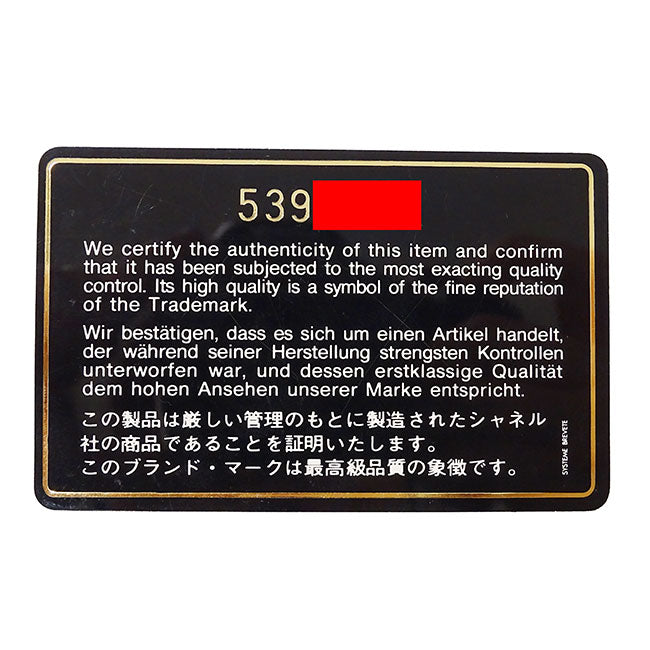 539
We certify the authenticity of this item and confirm
that it has been subjected to the most exacting quality
control. Its high quality is a symbol of the fine reputation
of the Trademark.
Wir bestätigen, dass es sich um einen Artikel handelt,
der während seiner Herstellung strengsten Kontrollen
unterworfen war, und dessen erstklassige Qualität
dem hohen Ansehen unserer Marke entspricht.
この製品は厳しい管理のもとに製造されたシャネル
社の商品であることを証明いたします。
このブランド・マークは最高級品質の象徴です。
SYSTEME BREVETE